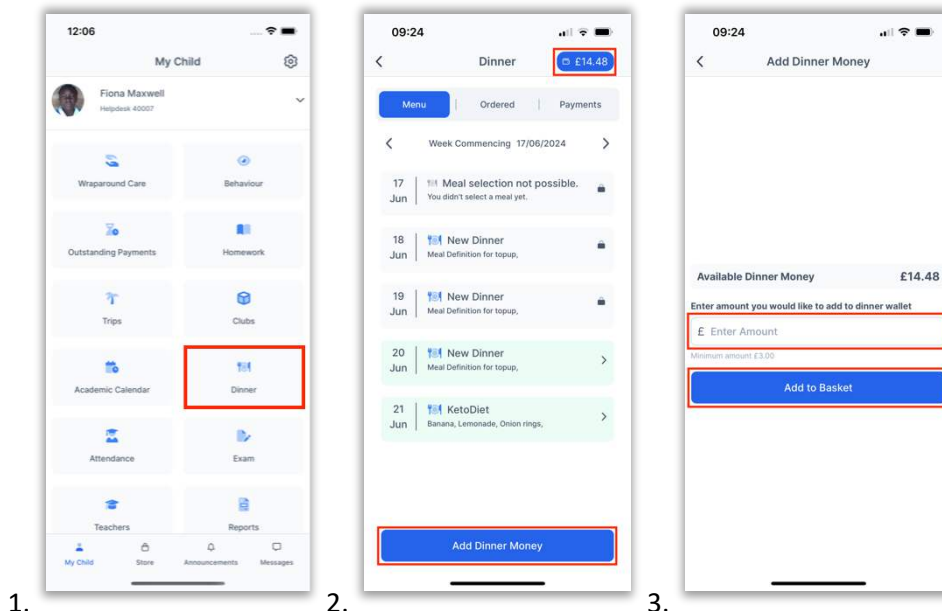 12:06
My Child
Fiona Maxwell
Helpdesk 40007
Wraparound Care
Behaviour
Outstanding Payments
Homework
Trips
Clubs
Academic Calendar
Dinner
Attendance
Exam
Teachers
Reports
My Child
Store
Announcements
Messages
1.
09:24
Dinner
£14.48
Menu
Ordered
Payments
Week Commencing 17/06/2024
17 Meal selection not possible.
Jun You didn't select a meal yet.
18 New Dinner
Jun Meal Definition for topup,
19 New Dinner
Jun Meal Definition for topup,
20 New Dinner
Jun Meal Definition for topup,
21 KetoDiet
Jun Banana, Lemonade, Onion rings,
Add Dinner Money
2.
09:24
Add Dinner Money
Available Dinner Money £14.48
Enter amount you would like to add to dinner wallet
£ Enter Amount
Minimum amount £3.00
Add to Basket
3.